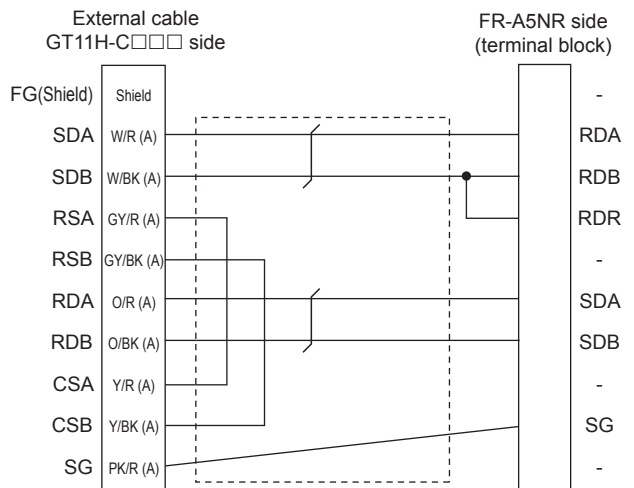 External cable
GT11H-C□□□ side
FR-A5NR side
(terminal block)
FG(Shield) Shield -
SDA W/R (A) RDA
SDB W/BK (A) RDB
RSA GY/R (A) RDR
RSB GY/BK (A) -
RDA O/R (A) SDA
RDB O/BK (A) SDB
CSA Y/R (A) -
CSB Y/BK (A) SG
SG PK/R (A) -